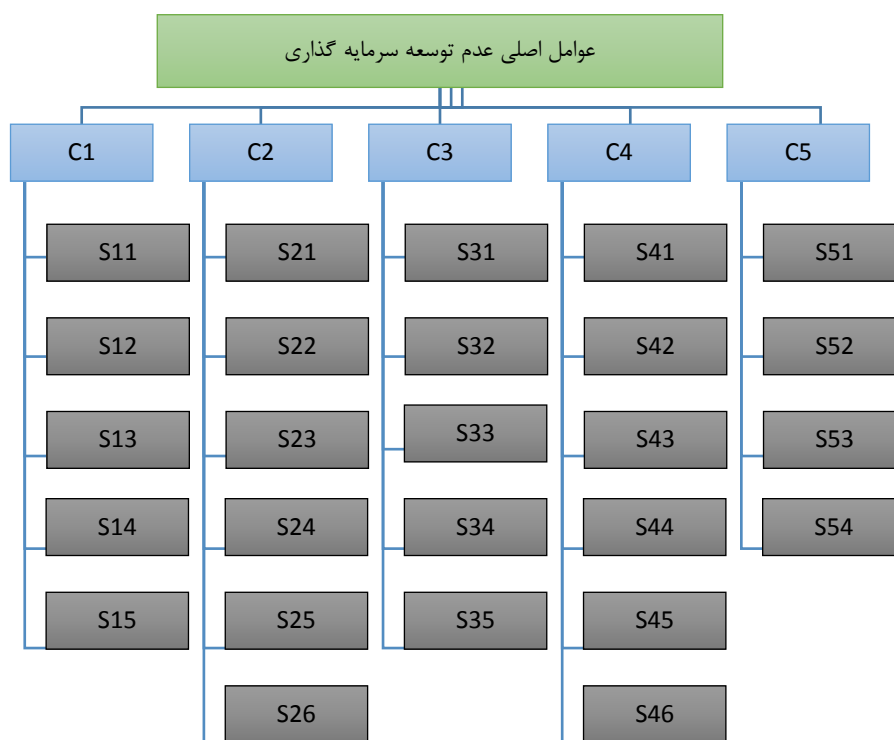 عوامل اصلی عدم توسعه سرمایه گذاری
C1
C2
C3
C4
C5
S11
S21
S31
S41
S51
S12
S22
S32
S42
S52
S13
S23
S33
S43
S53
S14
S24
S34
S44
S54
S15
S25
S35
S45
S26
S46